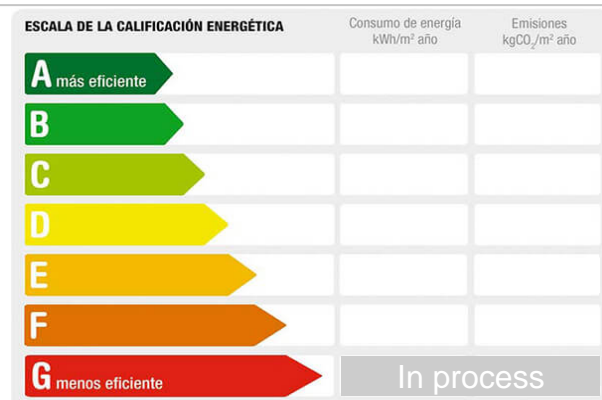 ESCALA DE LA CALIFICACIÓN ENERGÉTICA
Consumo de energía
kWh/m² año
Emisiones
kgCO₂/m² año
A más eficiente
B
C
D
E
F
G menos eficiente
In process